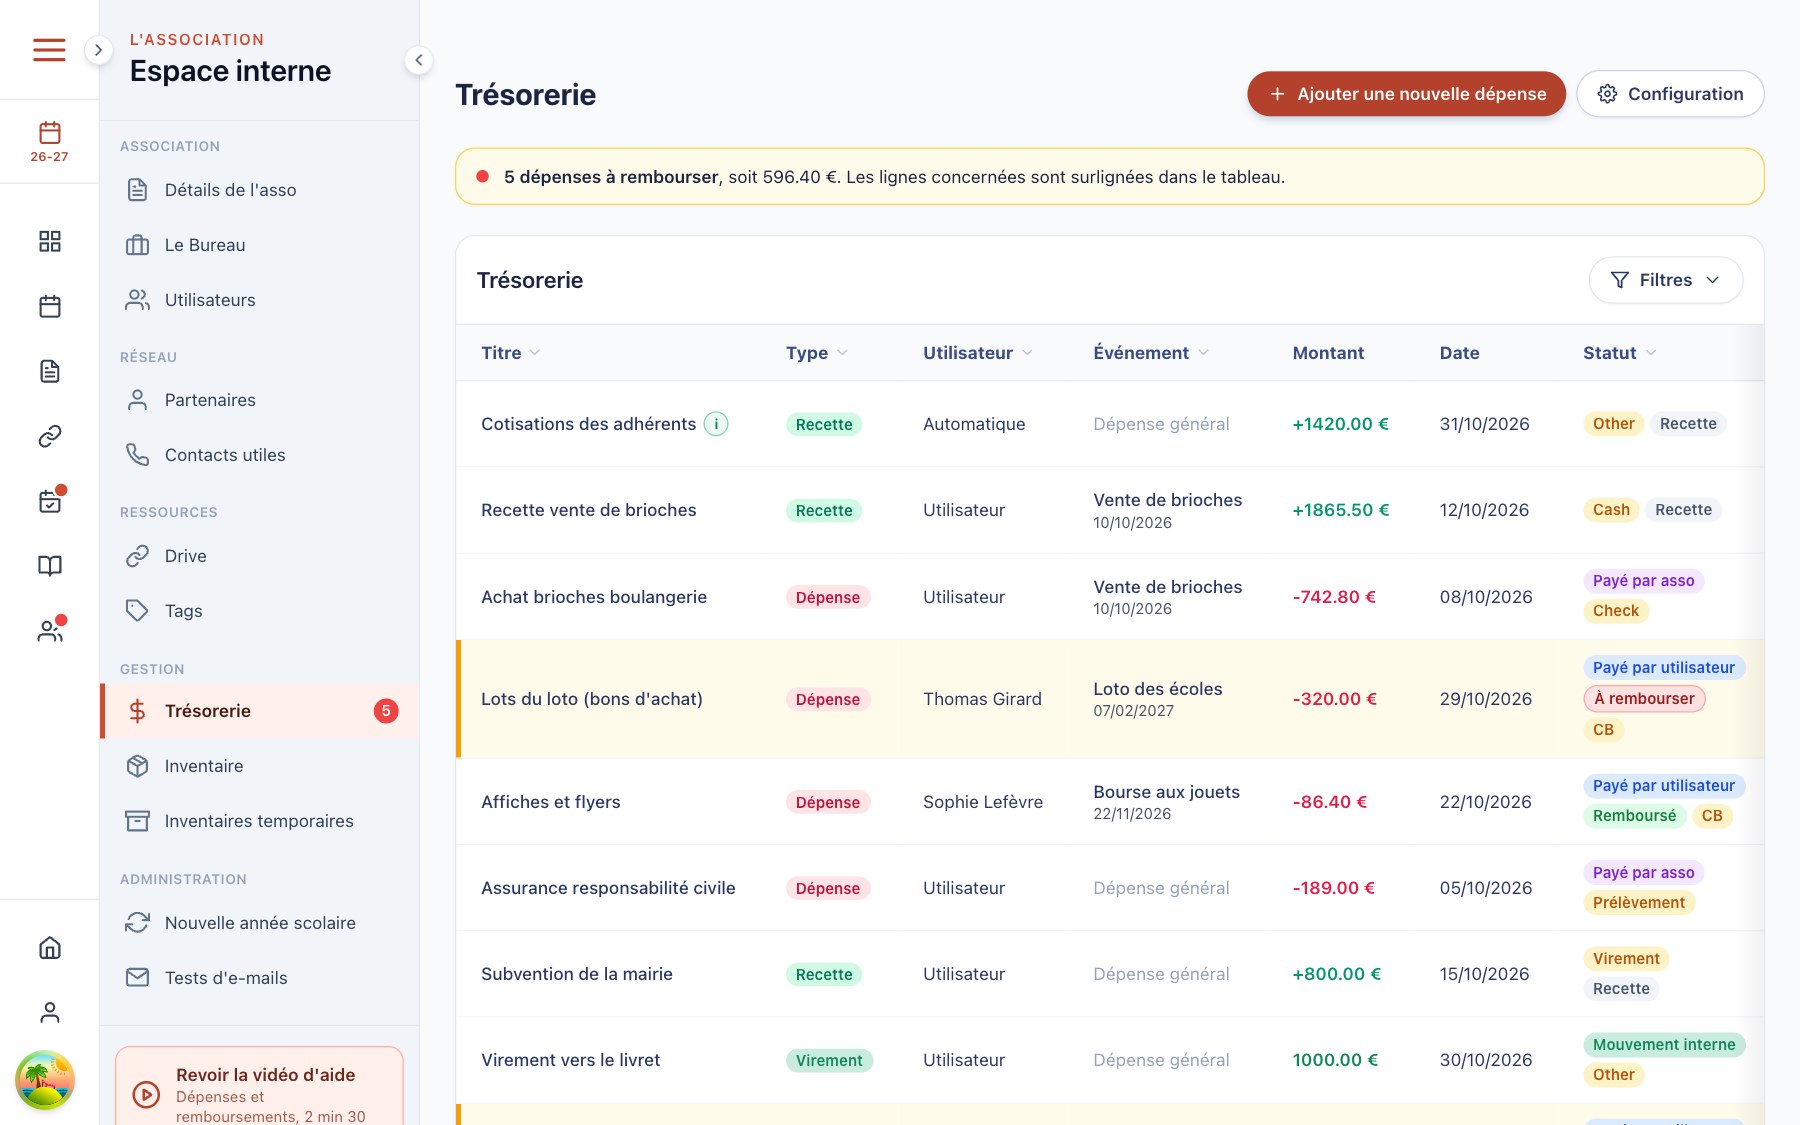 L'ASSOCIATION
Espace interne
26-27
ASSOCIATION
Détails de l'asso
Le Bureau
Utilisateurs
RÉSEAU
Partenaires
Contacts utiles
RESSOURCES
Drive
Tags
GESTION
Trésorerie 5
Inventaire
Inventaires temporaires
ADMINISTRATION
Nouvelle année scolaire
Tests d'e-mails
Revoir la vidéo d'aide
Dépenses et
remboursements, 2 min 30
Trésorerie
Ajouter une nouvelle dépense
Configuration
5 dépenses à rembourser, soit 596.40 €. Les lignes concernées sont surlignées dans le tableau.
Trésorerie
Filtres
Titre Type Utilisateur Événement Montant Date Statut
Cotisations des adhérents i Recette Automatique Dépense général +1420.00 € 31/10/2026 Other Recette
Recette vente de brioches Recette Utilisateur Vente de brioches +1865.50 € 12/10/2026 Cash Recette
10/10/2026
Achat brioches boulangerie Dépense Utilisateur Vente de brioches -742.80 € 08/10/2026 Payé par asso
10/10/2026 Check
Lots du loto (bons d'achat) Dépense Thomas Girard Loto des écoles -320.00 € 29/10/2026 Payé par utilisateur
07/02/2027 À rembourser
CB
Affiches et flyers Dépense Sophie Lefèvre Bourse aux jouets -86.40 € 22/10/2026 Payé par utilisateur
22/11/2026 Remboursé CB
Assurance responsabilité civile Dépense Utilisateur Dépense général -189.00 € 05/10/2026 Payé par asso
Prélèvement
Subvention de la mairie Recette Utilisateur Dépense général +800.00 € 15/10/2026 Virement
Recette
Virement vers le livret Virement Utilisateur Dépense général 1000.00 € 30/10/2026 Mouvement interne
Other